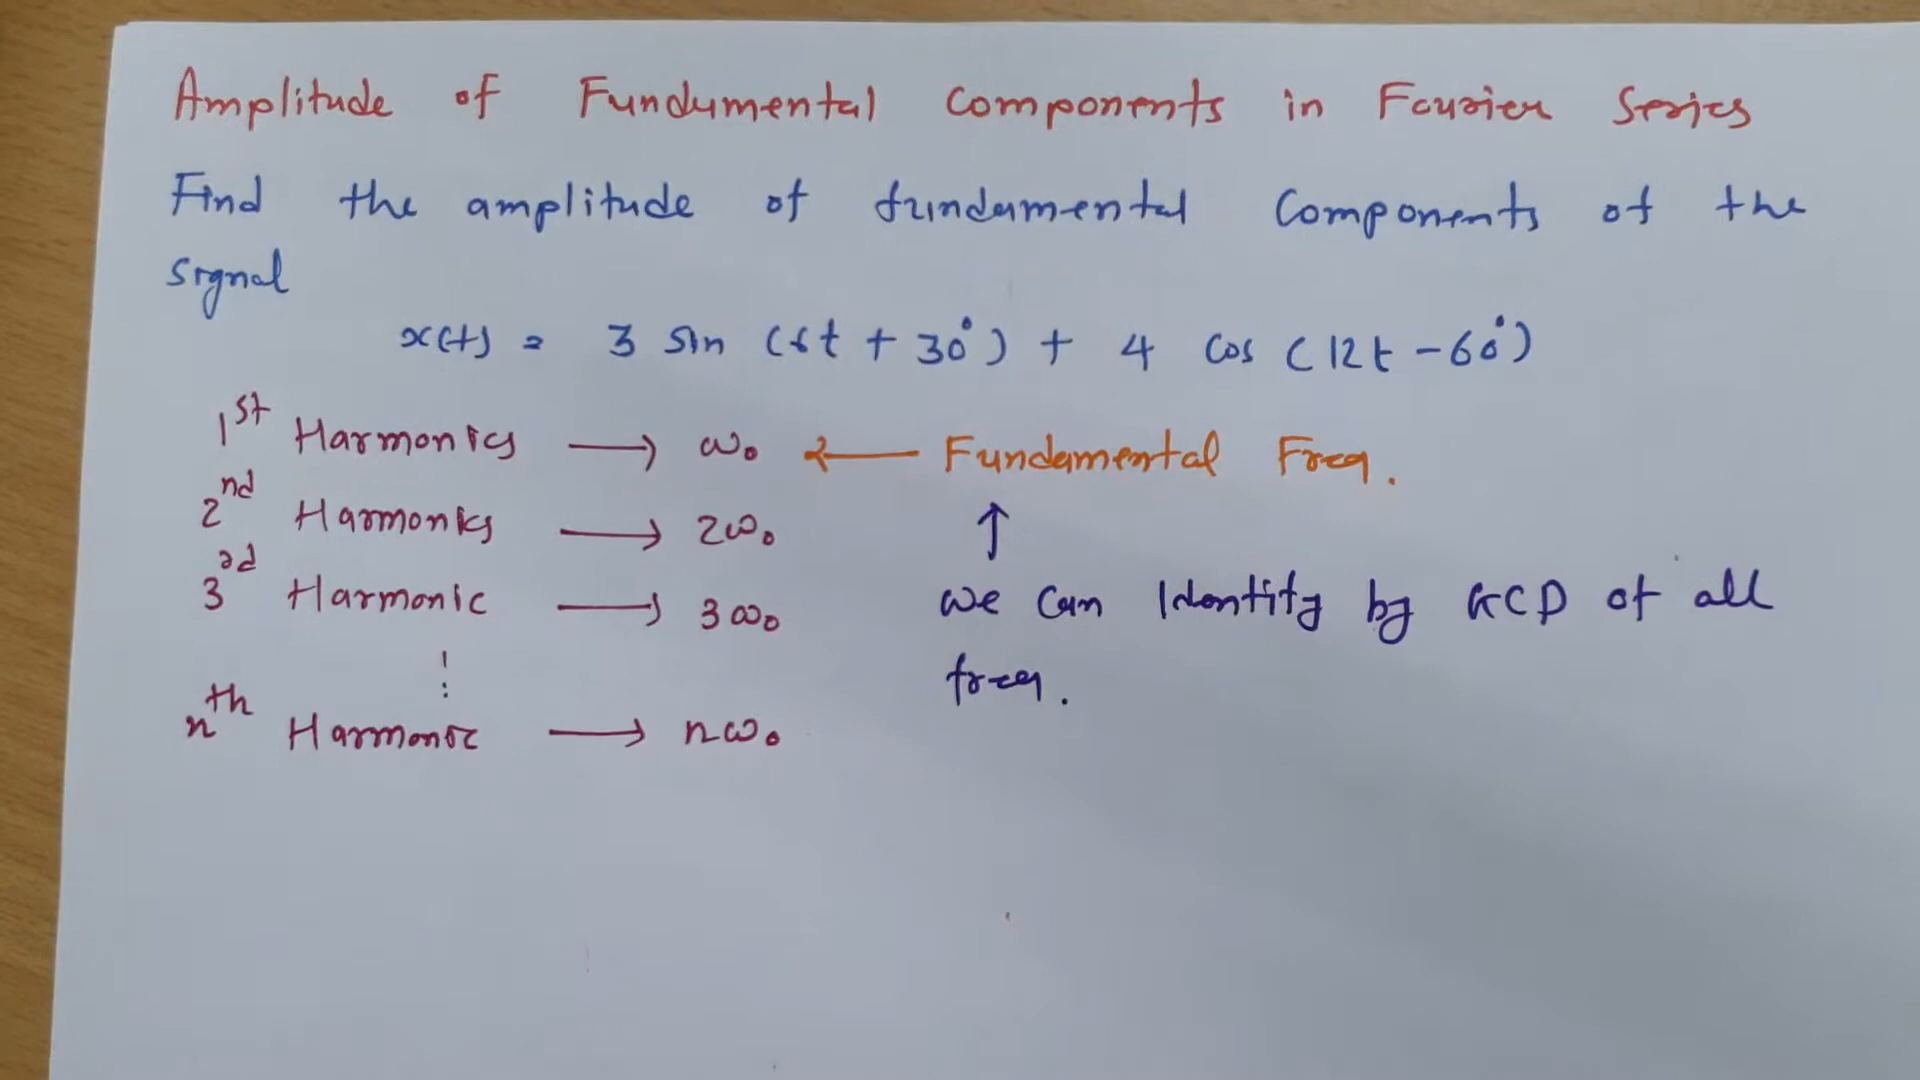 Amplitude of Fundumental Components in Fourier Series
Find the amplitude of fundamental Components of the
Signal
x(t) = 3 sin (6t + 30°) + 4 cos (12t - 60°)
1st Harmonics → ω₀ ← Fundamental Freq.
2nd Harmonics → 2ω₀ ↑
3rd Harmonic → 3ω₀ we can Identify by GCD of all
freq.
⋮
nth Harmonic → nω₀